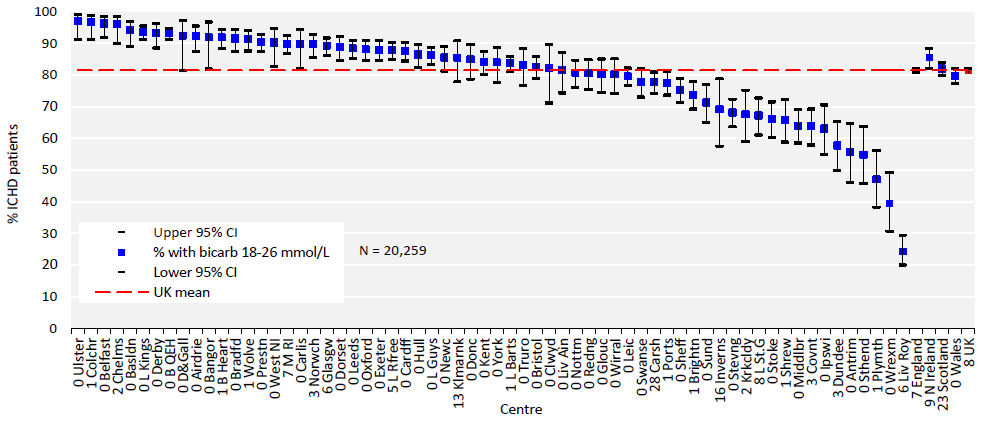 % ICHD patients
100
90
80
70
60
50
40
30
20
10
0
Upper 95% CI
% with bicarb 18-26 mmol/L
Lower 95% CI
UK mean
N = 20,259
0 Ulster
1 Colchr
0 Belfast
2 Chelms
0 Basldn
0 L Kings
0 Derby
0 B QEH
0 D&Gall
0 Airdrie
0 Bangor
1 B Heart
0 Bradfd
1 Wolve
0 Prestn
0 West NI
7 M RI
0 Carlis
3 Norwch
6 Glasgw
0 Dorset
0 Leeds
0 Oxford
0 Exeter
5 L Rfree
0 Cardff
0 Hull
0 L Guys
0 Newc
13 Klmarnk
0 Donc
0 Kent
0 York
11 L Barts
0 Truro
0 Bristol
0 Clwyd
0 Liv Ain
0 Nottm
0 Redng
0 Glouc
0 Wirral
0 Leic
0 Swanse
28 Carsh
1 Ports
0 Sheff
1 Brightn
0 Sund
16 Inverns
0 Stevng
2 Krkcldy
8 L St.G
0 Stoke
1 Shrew
0 Middlbr
3 Covnt
0 Ipswi
3 Dundee
0 Antrim
0 Sthend
1 Plymth
0 Wrexm
6 Liv Roy
7 England
9 N Ireland
23 Scotland
0 Wales
8 UK
Centre